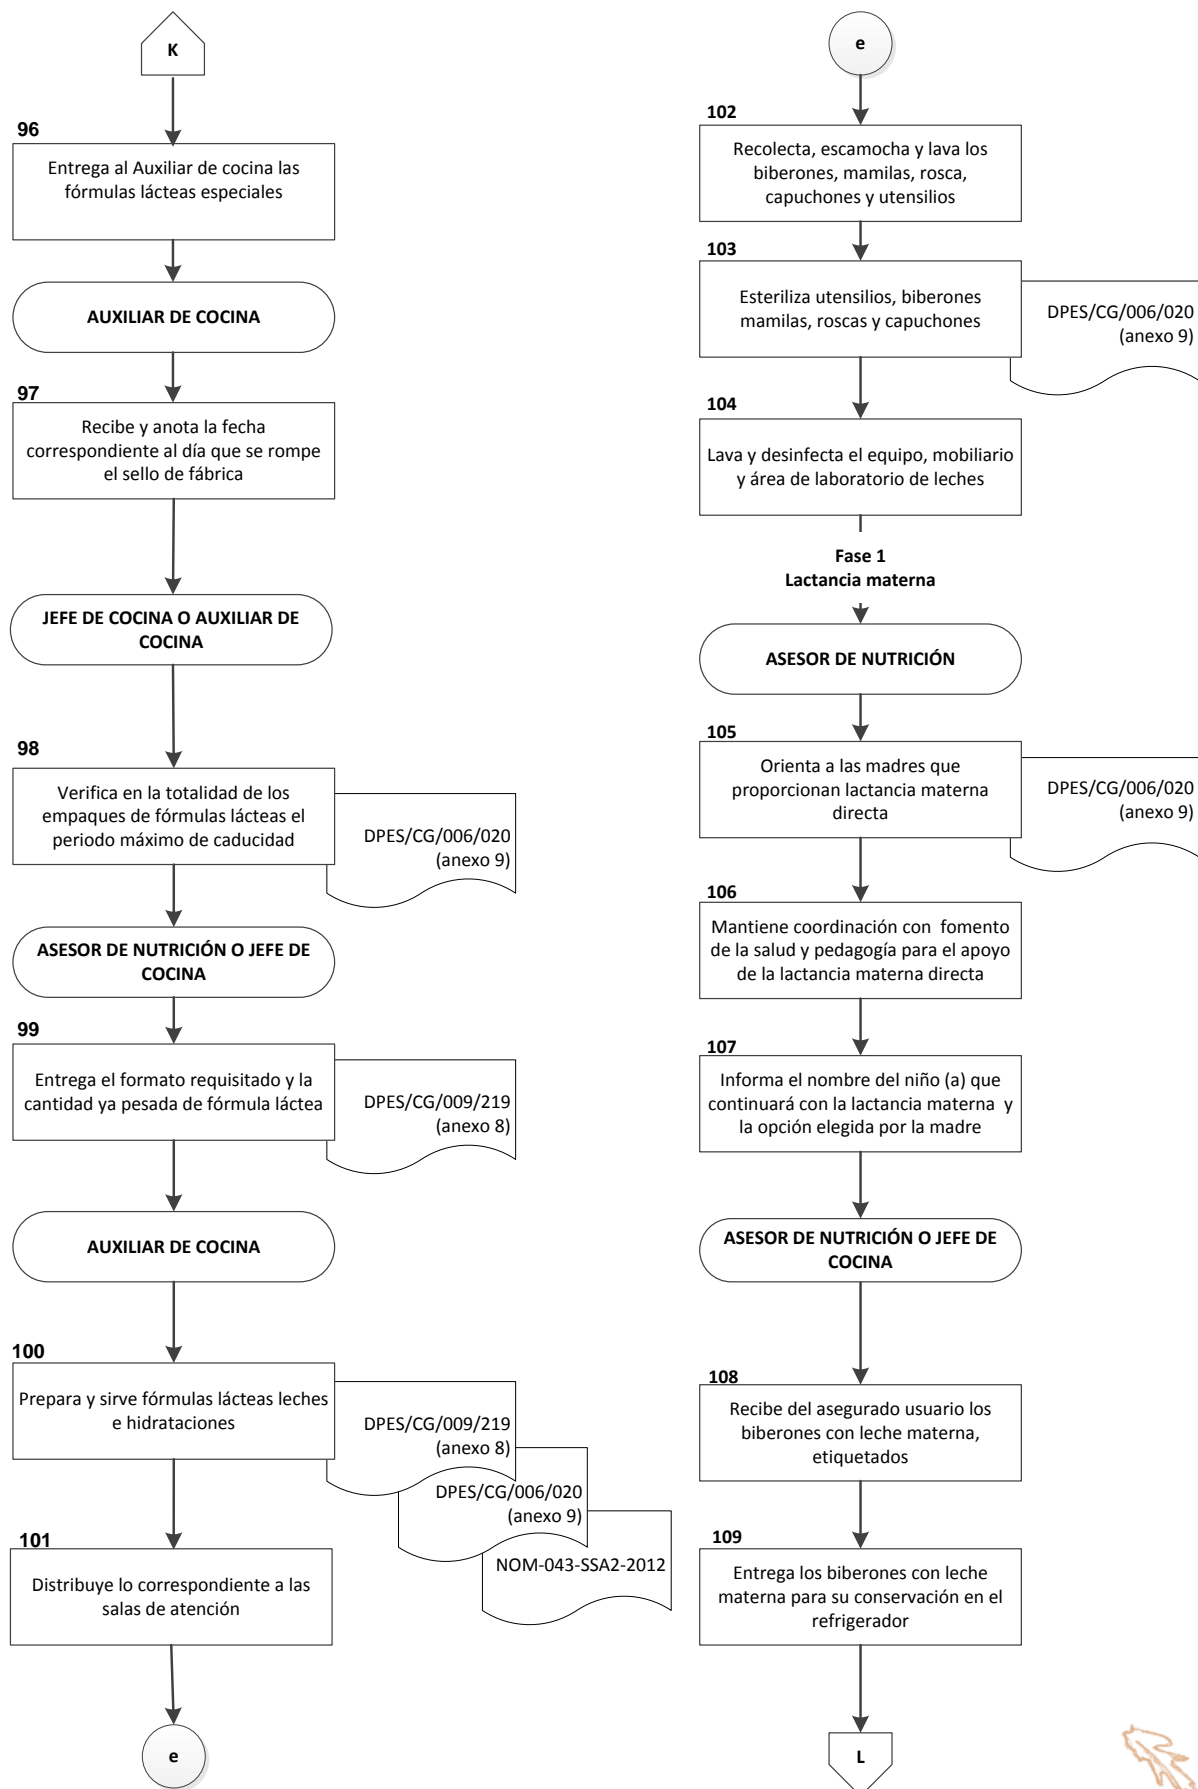 K
96
Entrega al Auxiliar de cocina las
fórmulas lácteas especiales
AUXILIAR DE COCINA
97
Recibe y anota la fecha
correspondiente al día que se rompe
el sello de fábrica
JEFE DE COCINA O AUXILIAR DE
COCINA
98
Verifica en la totalidad de los
empaques de fórmulas lácteas el
periodo máximo de caducidad
DPES/CG/006/020
(anexo 9)
ASESOR DE NUTRICIÓN O JEFE DE
COCINA
99
Entrega el formato requisitado y la
cantidad ya pesada de fórmula láctea
DPES/CG/009/219
(anexo 8)
AUXILIAR DE COCINA
100
Prepara y sirve fórmulas lácteas leches
e hidrataciones
DPES/CG/009/219
(anexo 8)
DPES/CG/006/020
(anexo 9)
NOM-043-SSA2-2012
101
Distribuye lo correspondiente a las
salas de atención
e
e
102
Recolecta, escamocha y lava los
biberones, mamilas, rosca,
capuchones y utensilios
103
Esteriliza utensilios, biberones
mamilas, roscas y capuchones
DPES/CG/006/020
(anexo 9)
104
Lava y desinfecta el equipo, mobiliario
y área de laboratorio de leches
Fase 1
Lactancia materna
ASESOR DE NUTRICIÓN
105
Orienta a las madres que
proporcionan lactancia materna
directa
DPES/CG/006/020
(anexo 9)
106
Mantiene coordinación con fomento
de la salud y pedagogía para el apoyo
de la lactancia materna directa
107
Informa el nombre del niño (a) que
continuará con la lactancia materna y
la opción elegida por la madre
ASESOR DE NUTRICIÓN O JEFE DE
COCINA
108
Recibe del asegurado usuario los
biberones con leche materna,
etiquetados
109
Entrega los biberones con leche
materna para su conservación en el
refrigerador
L